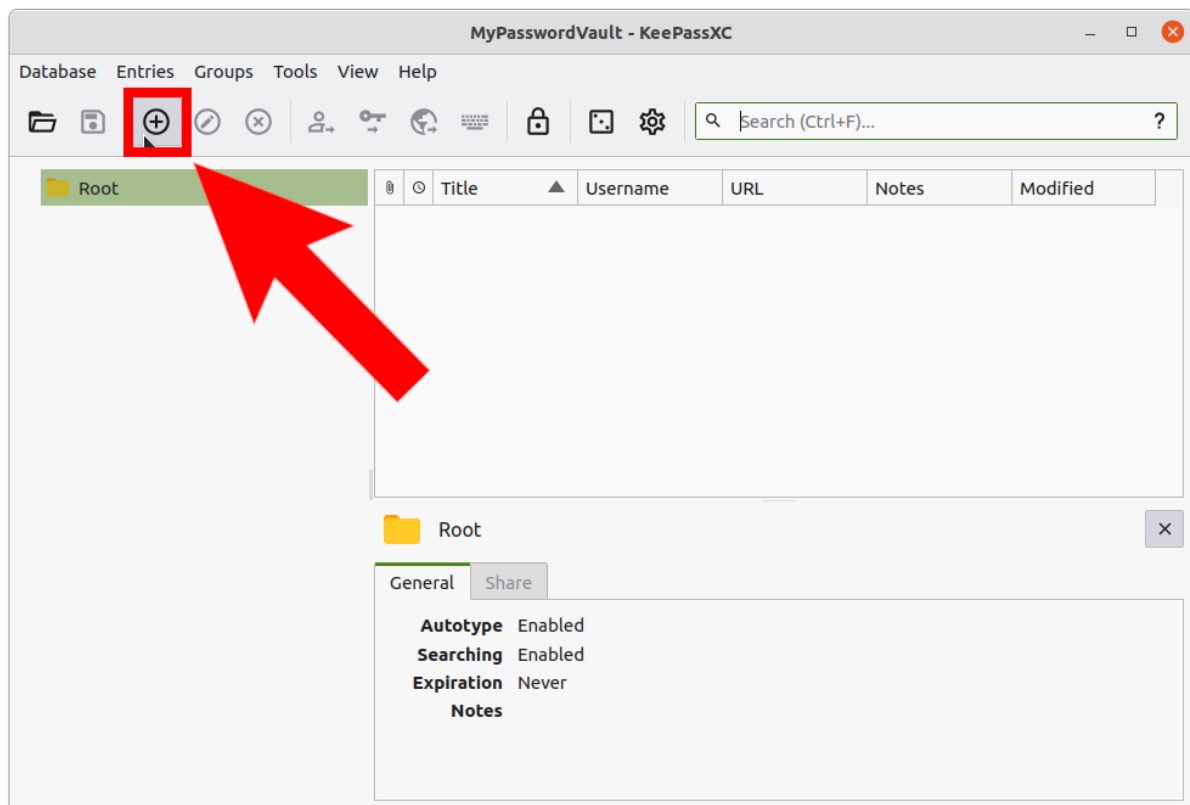 MyPasswordVault - KeePassXC
Database Entries Groups Tools View Help
Search (Ctrl+F)... ?
Root
Title Username URL Notes Modified
Root
General Share
Autotype Enabled
Searching Enabled
Expiration Never
Notes